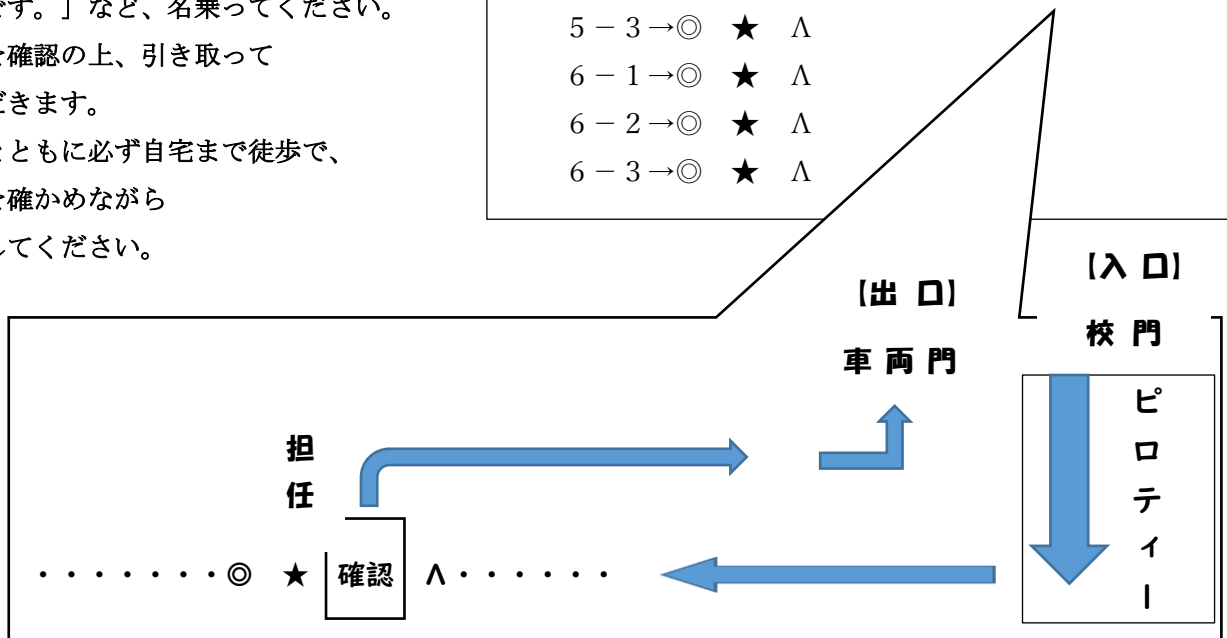 です。」など、名乗ってください。
確認の上、引き取って
だきます。
ともに必ず自宅まで徒歩で、
確かめながら
してください。
５－３→◎　★　Λ
６－１→◎　★　Λ
６－２→◎　★　Λ
６－３→◎　★　Λ
【出 口】
車 両 門
【入 口】
校 門
ピロティー
担任
・・・・・・・◎　★　確認　Λ・・・・・・